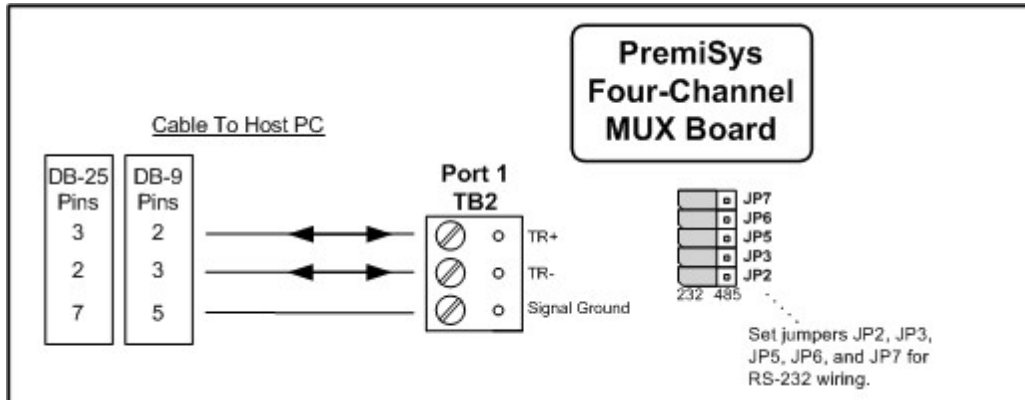 PremiSys
Four-Channel
MUX Board
Cable To Host PC
DB-25
Pins
3
2
7
DB-9
Pins
2
3
5
Port 1
TB2
TR+
TR-
Signal Ground
JP7
JP6
JP5
JP3
JP2
232 485
Set jumpers JP2, JP3,
JP5, JP6, and JP7 for
RS-232 wiring.